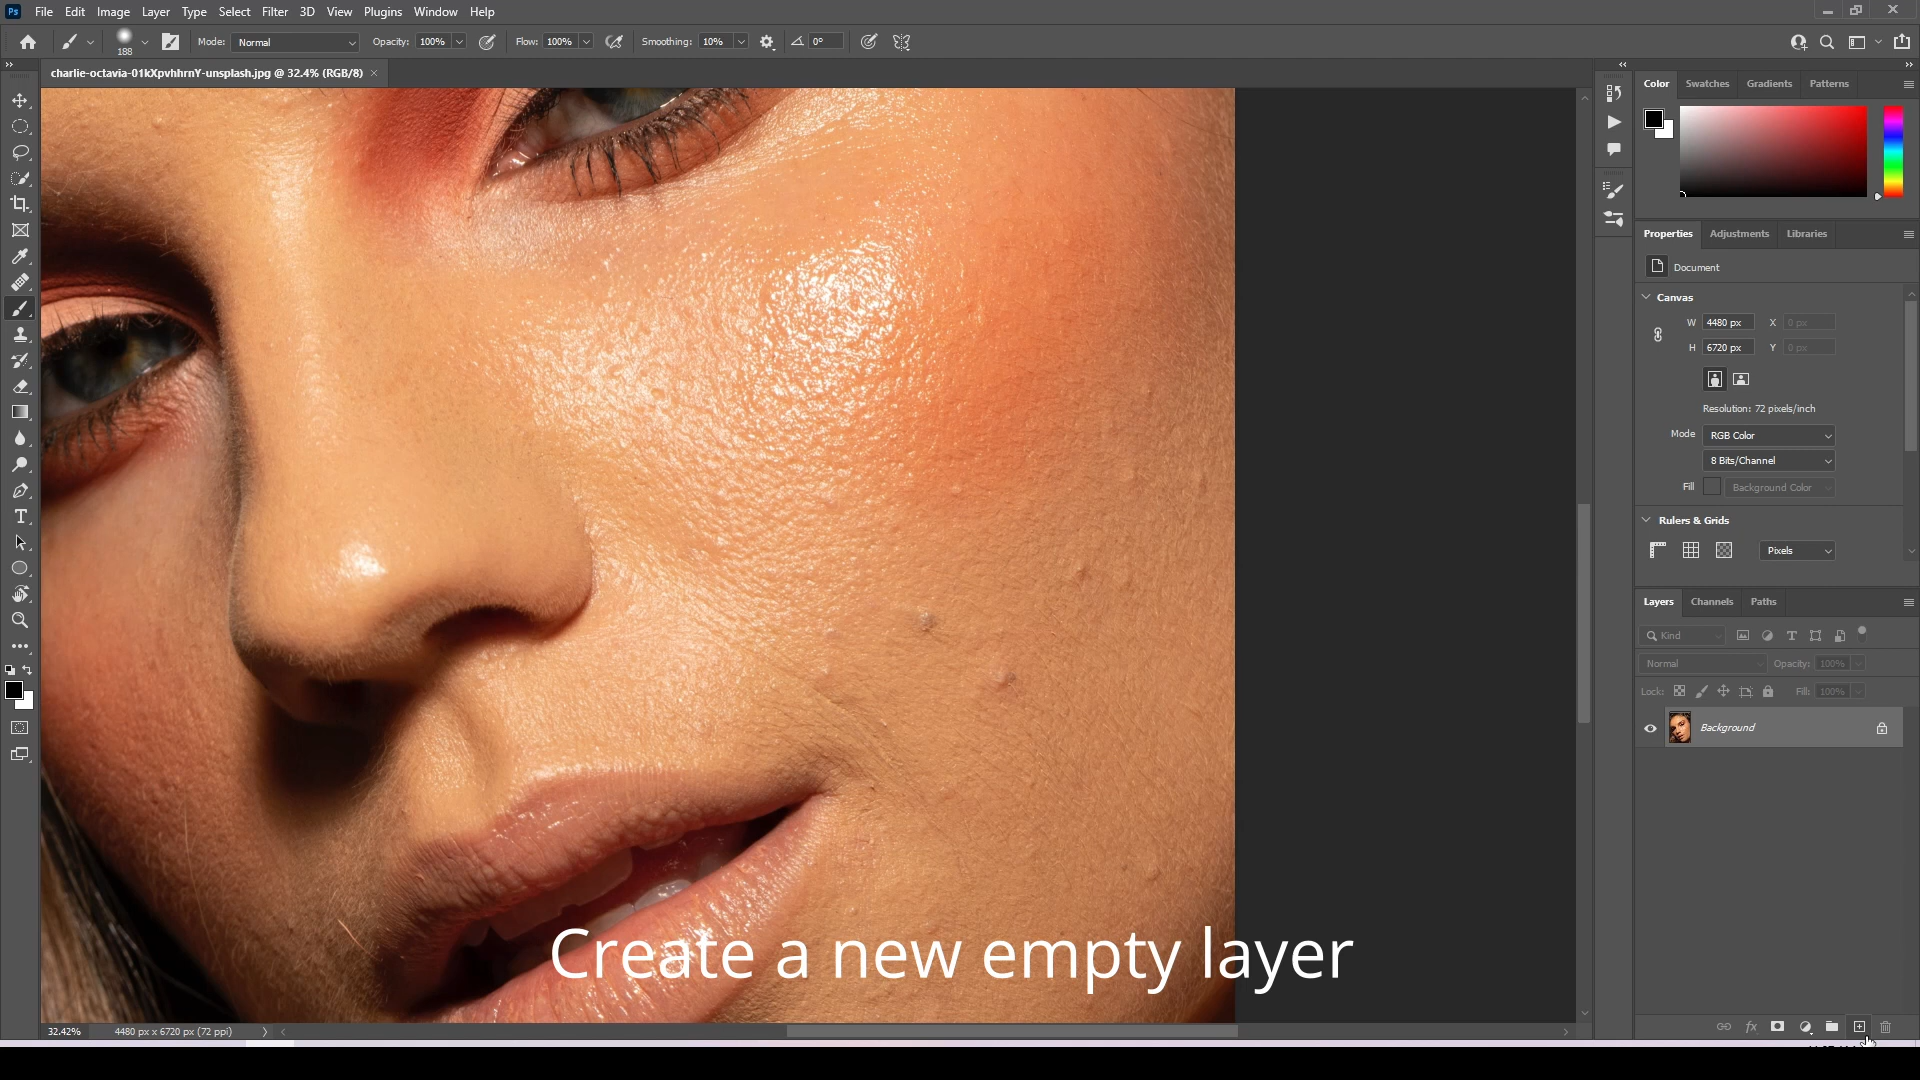 Ps File Edit Image Layer Type Select Filter 3D View Plugins Window Help
188 Mode: Normal Opacity: 100% Flow: 100% Smoothing: 10% 0°
charlie-octavia-01kXpvhhrnY-unsplash.jpg @ 32.4% (RGB/8)
Color Swatches Gradients Patterns
Properties Adjustments Libraries
Document
Canvas
W 4480 px X 0 px
H 6720 px Y 0 px
Resolution: 72 pixels/inch
Mode RGB Color
8 Bits/Channel
Fill Background Color
Rulers & Grids
Pixels
Layers Channels Paths
Kind
Normal Opacity: 100%
Lock: Fill: 100%
Background
fx
Create a new empty layer
32.42% 4480 px x 6720 px (72 ppi)